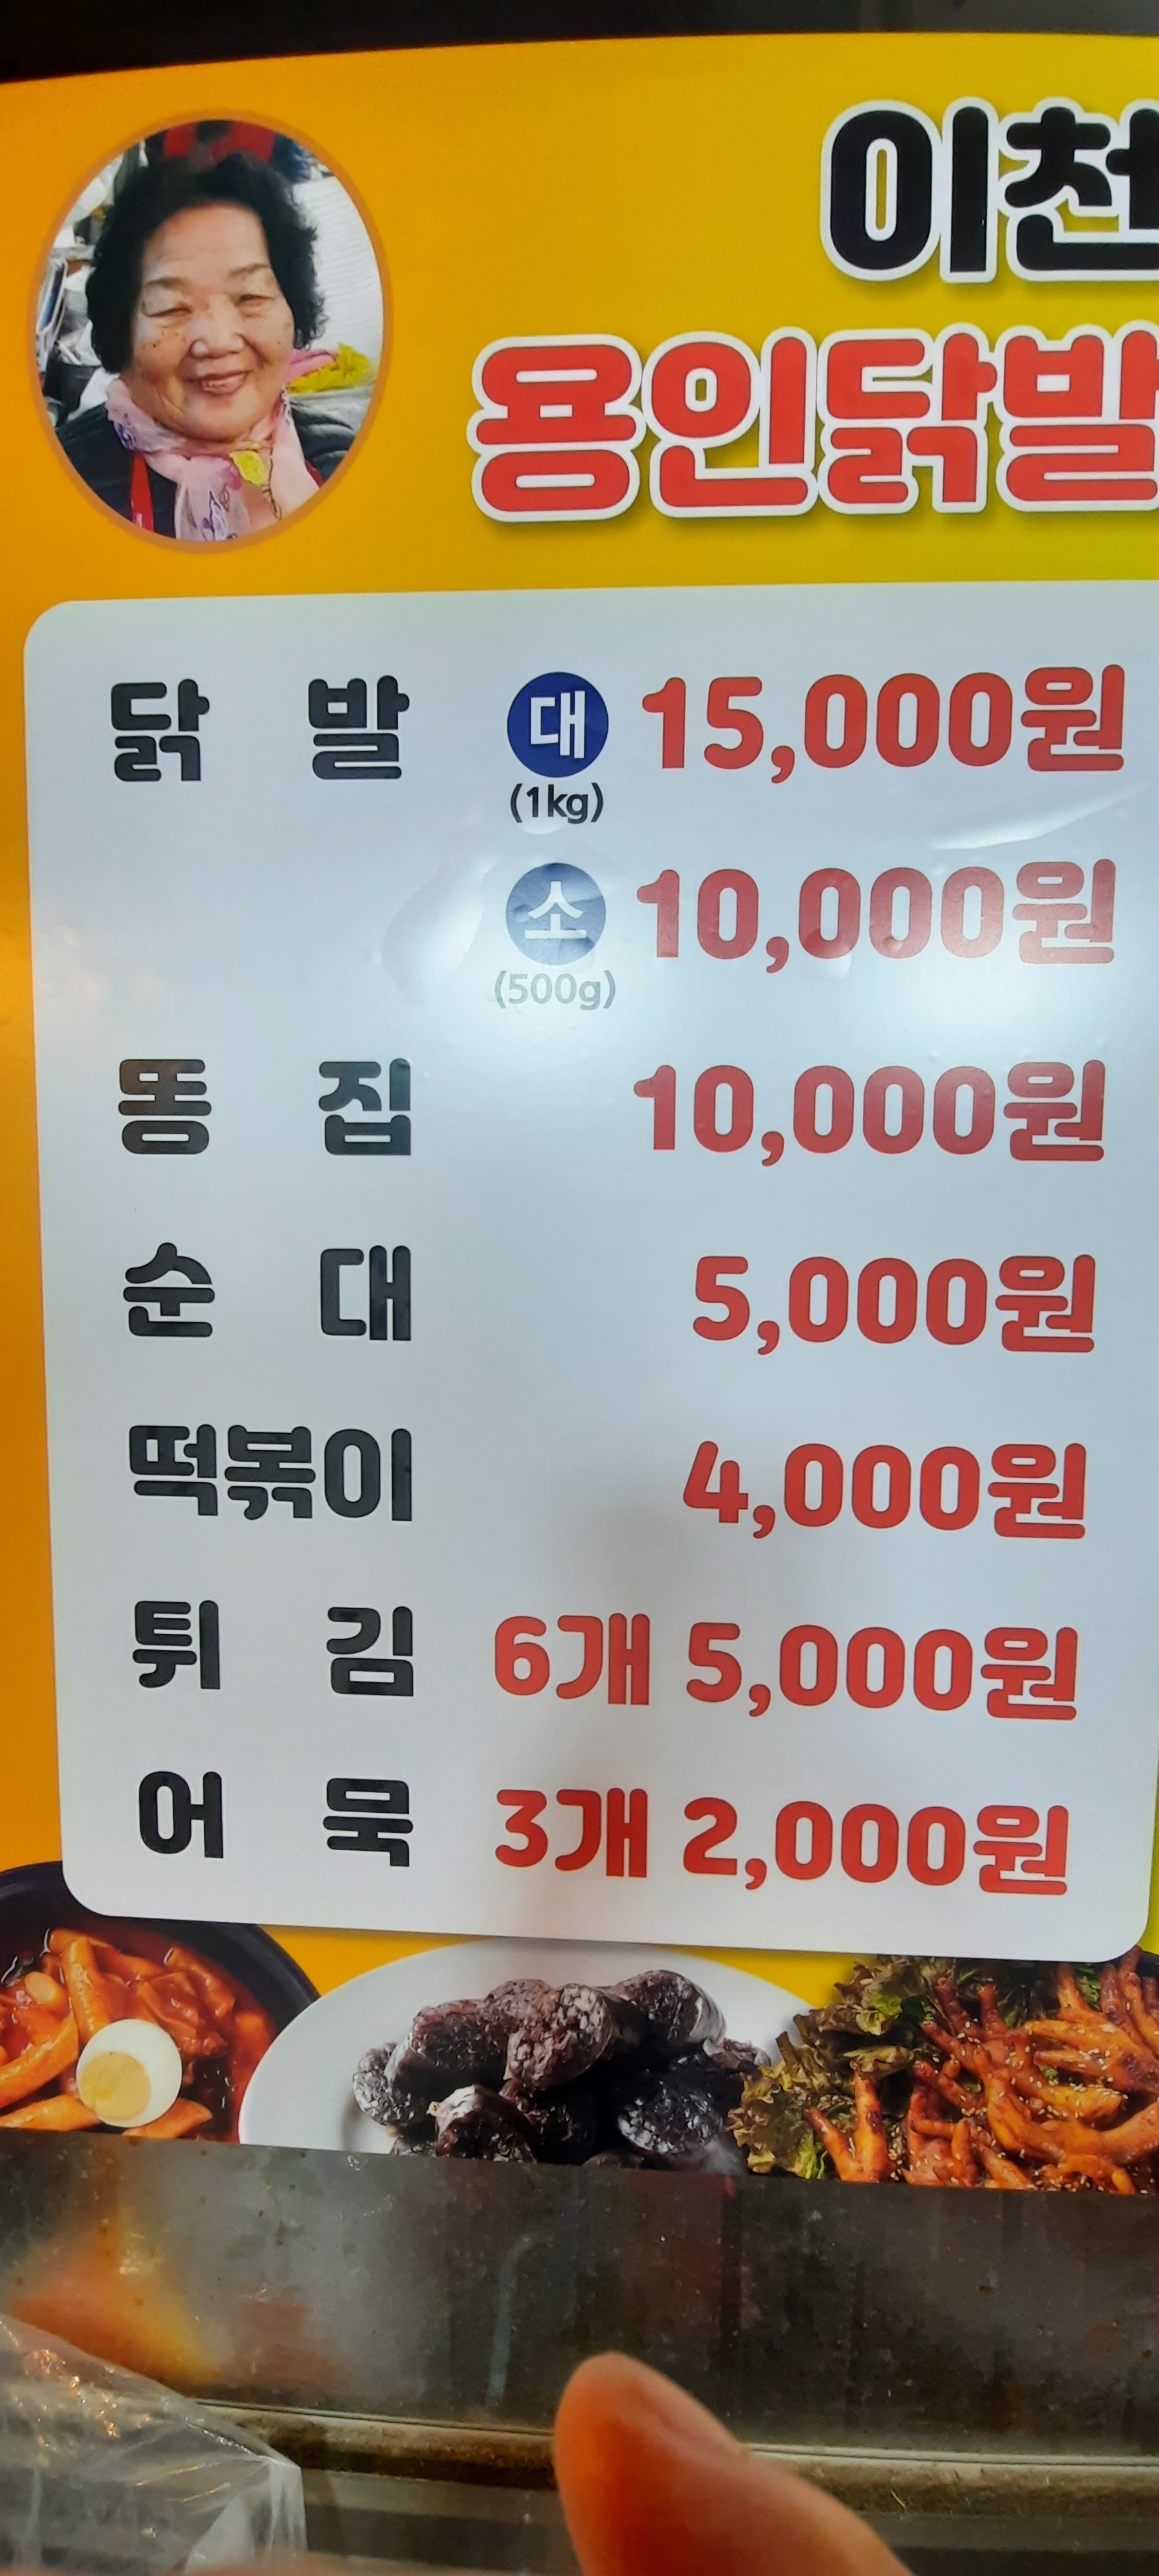 이천
용인닭발
닭 발 대 15,000원
(1kg)
소 10,000원
(500g)
똥 집 10,000원
순 대 5,000원
떡볶이 4,000원
튀 김 6개 5,000원
어 묵 3개 2,000원